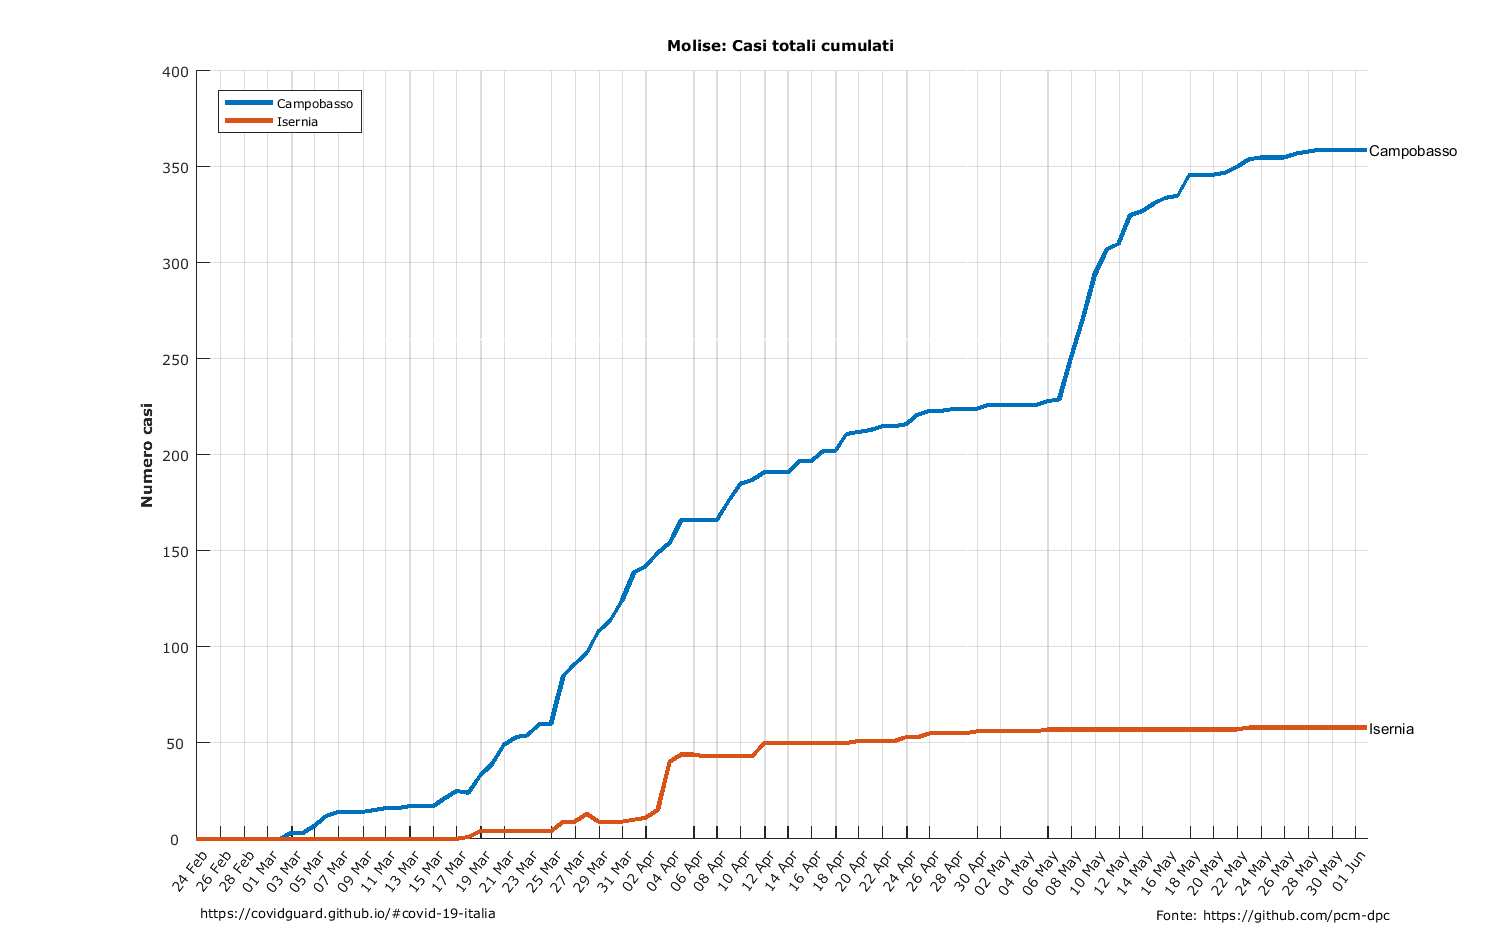 Molise: Casi totali cumulati
Campobasso
Isernia
Numero casi
400
350
300
250
200
150
100
50
0
Campobasso
Isernia
24 Feb
26 Feb
28 Feb
01 Mar
03 Mar
05 Mar
07 Mar
09 Mar
11 Mar
13 Mar
15 Mar
17 Mar
19 Mar
21 Mar
23 Mar
25 Mar
27 Mar
29 Mar
31 Mar
02 Apr
04 Apr
06 Apr
08 Apr
10 Apr
12 Apr
14 Apr
16 Apr
18 Apr
20 Apr
22 Apr
24 Apr
26 Apr
28 Apr
30 Apr
02 May
04 May
06 May
08 May
10 May
12 May
14 May
16 May
18 May
20 May
22 May
24 May
26 May
28 May
30 May
01 Jun
https://covidguard.github.io/#covid-19-italia
Fonte: https://github.com/pcm-dpc